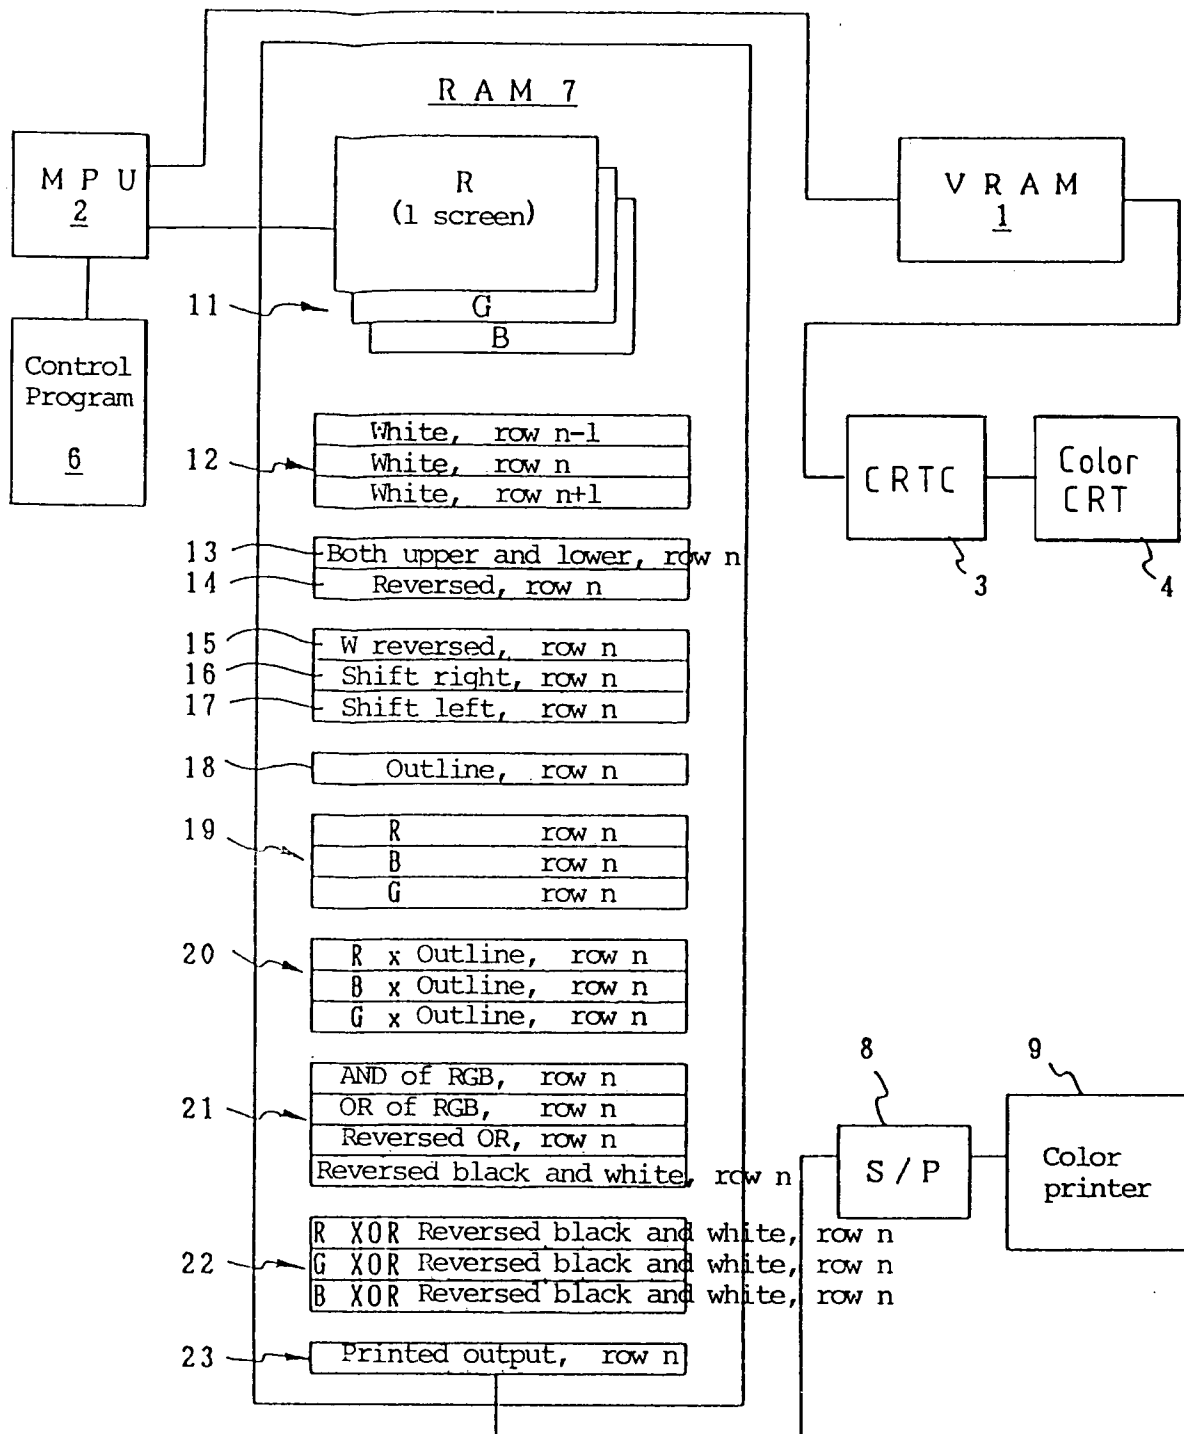 RAM 7
MPU
2
R
(1 screen)
G
B
11
VRAM
1
Control
Program
6
White, row n-1
12
White, row n
White, row n+1
CRTC
Color
CRT
3
4
13
Both upper and lower, row n
14
Reversed, row n
15
W reversed, row n
16
Shift right, row n
17
Shift left, row n
18
Outline, row n
19
R row n
B row n
G row n
20
R x Outline, row n
B x Outline, row n
G x Outline, row n
21
AND of RGB, row n
OR of RGB, row n
Reversed OR, row n
Reversed black and white, row n
8
9
S/P
Color
printer
22
R XOR Reversed black and white, row n
G XOR Reversed black and white, row n
B XOR Reversed black and white, row n
23
Printed output, row n